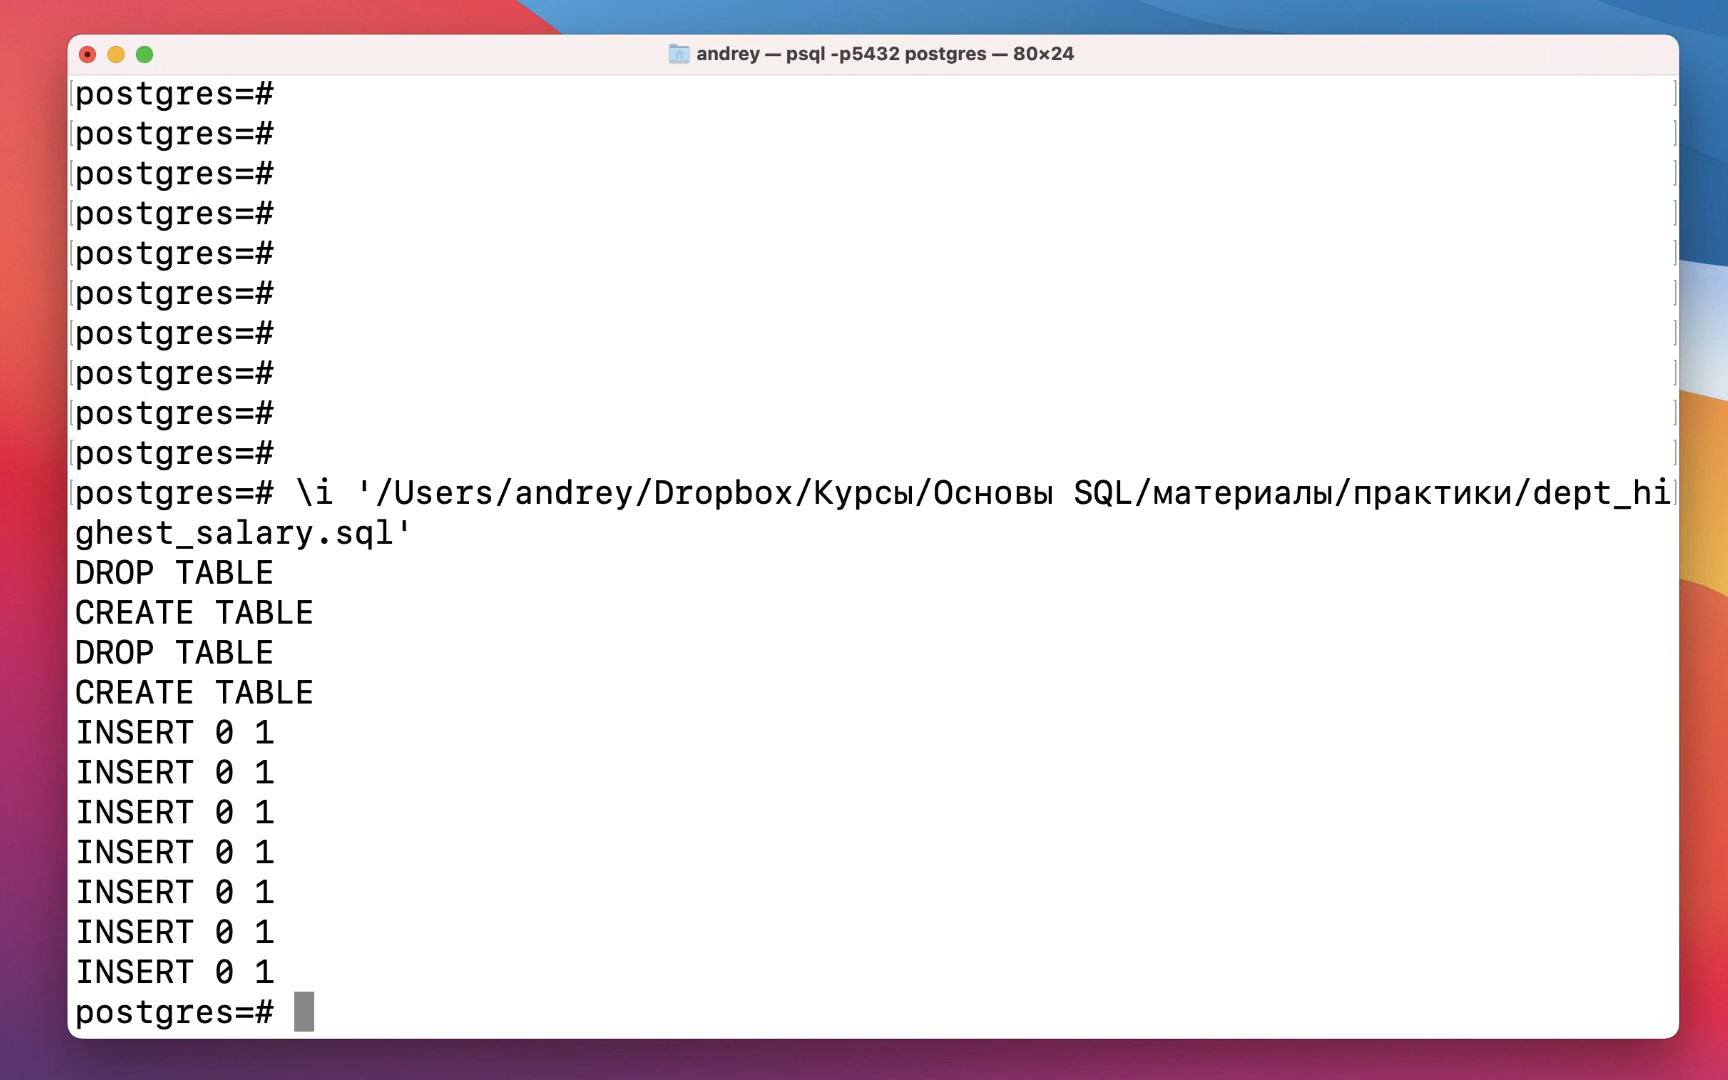 andrey — psql -p5432 postgres — 80×24
postgres=#
postgres=#
postgres=#
postgres=#
postgres=#
postgres=#
postgres=#
postgres=#
postgres=#
postgres=#
postgres=# \i '/Users/andrey/Dropbox/Курсы/Основы SQL/материалы/практики/dept_hi
ghest_salary.sql'
DROP TABLE
CREATE TABLE
DROP TABLE
CREATE TABLE
INSERT 0 1
INSERT 0 1
INSERT 0 1
INSERT 0 1
INSERT 0 1
INSERT 0 1
INSERT 0 1
postgres=#